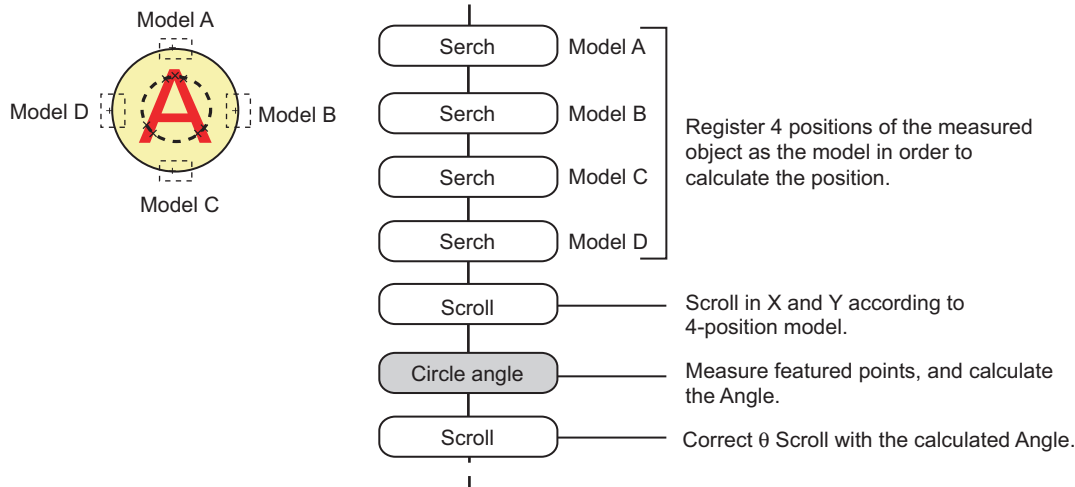 Model A
Model D
A
Model B
Model C
Serch
Model A
Serch
Model B
Serch
Model C
Serch
Model D
Register 4 positions of the measured
object as the model in order to
calculate the position.
Scroll
Scroll in X and Y according to
4-position model.
Circle angle
Measure featured points, and calculate
the Angle.
Scroll
Correct θ Scroll with the calculated Angle.